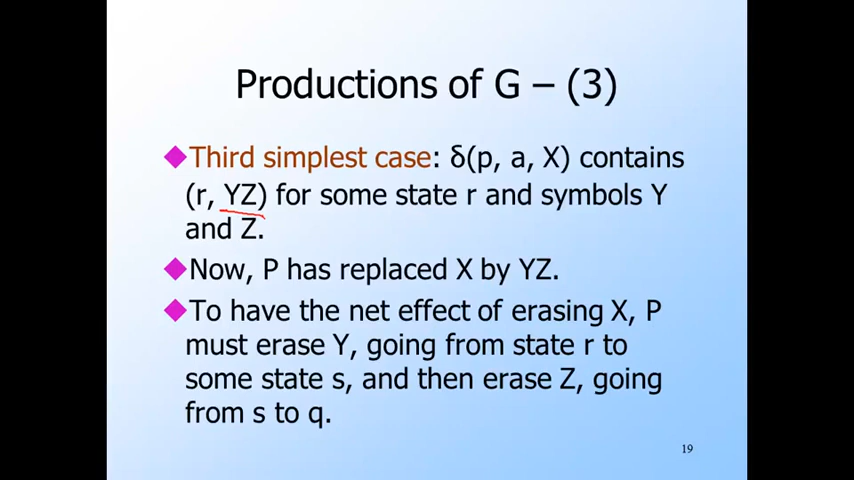 Productions of G – (3)
◆Third simplest case: δ(p, a, X) contains
(r, YZ) for some state r and symbols Y
and Z.
◆Now, P has replaced X by YZ.
◆To have the net effect of erasing X, P
must erase Y, going from state r to
some state s, and then erase Z, going
from s to q.
19